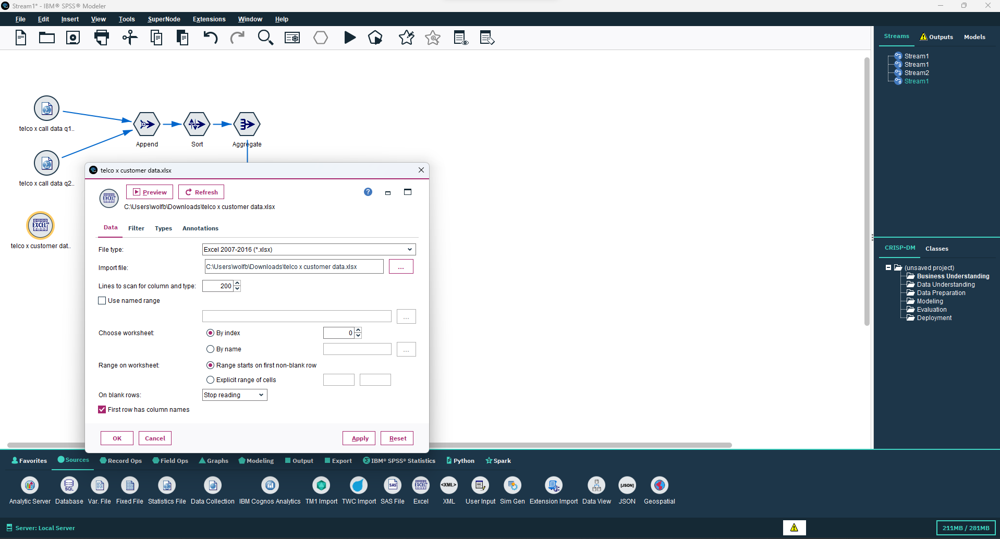 Stream1* - IBM® SPSS® Modeler
File Edit Insert View Tools SuperNode Extensions Window Help
Streams Outputs Models
Stream1
Stream1
Stream2
Stream1
telco x call data q1..
Append
Sort
Aggregate
telco x call data q2..
EXCEL™
telco x customer dat..
telco x customer data.xlsx
EXCEL™
Preview Refresh
?
C:\Users\wolfb\Downloads\telco x customer data.xlsx
Data Filter Types Annotations
File type: Excel 2007-2016 (*.xlsx)
Import file: C:\Users\wolfb\Downloads\telco x customer data.xlsx ...
Lines to scan for column and type: 200
Use named range
...
Choose worksheet: By index 0
By name ...
Range on worksheet: Range starts on first non-blank row
Explicit range of cells
On blank rows: Stop reading
First row has column names
OK Cancel Apply Reset
CRISP-DM Classes
(unsaved project)
Business Understanding
Data Understanding
Data Preparation
Modeling
Evaluation
Deployment
Favorites Sources Record Ops Field Ops Graphs Modeling Output Export IBM® SPSS® Statistics Python Spark
SQL SAS EXCEL™ <XML> [JSON]
Analytic Server Database Var. File Fixed File Statistics File Data Collection IBM Cognos Analytics TM1 Import TWC Import SAS File Excel XML User Input Sim Gen Extension Import Data View JSON Geospatial
Server: Local Server
211MB / 281MB